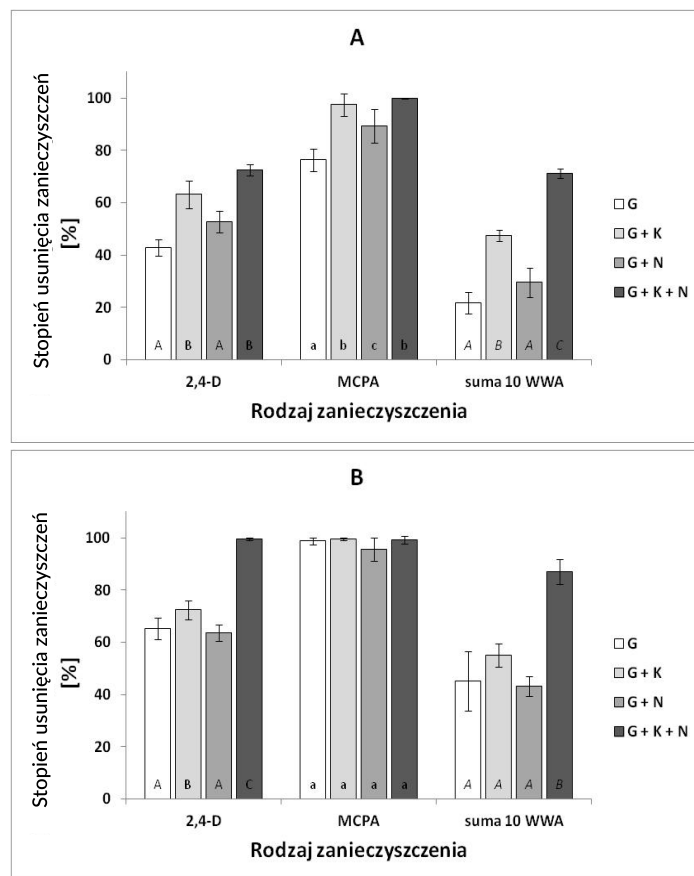 A
Stopień usunięcia zanieczyszczeń
[%]
100
80
60
40
20
0
A B A B
a b c b
A B A C
2,4-D MCPA suma 10 WWA
Rodzaj zanieczyszczenia
G
G + K
G + N
G + K + N
B
Stopień usunięcia zanieczyszczeń
[%]
100
80
60
40
20
0
A B A C
a a a a
A A A B
2,4-D MCPA suma 10 WWA
Rodzaj zanieczyszczenia
G
G + K
G + N
G + K + N